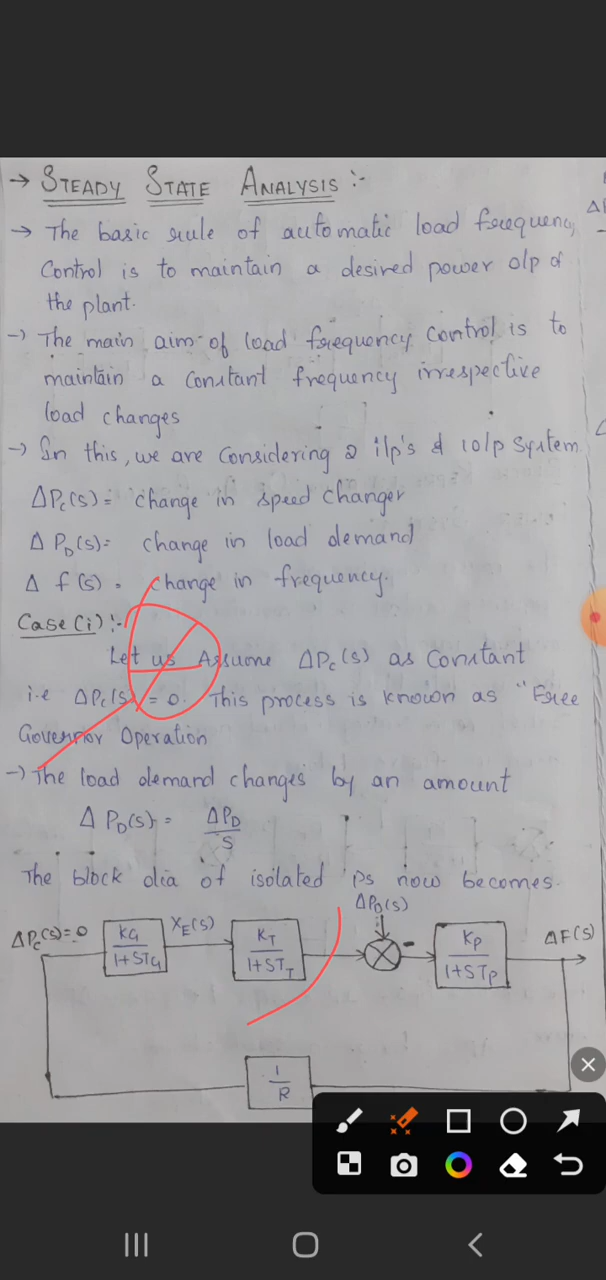 → STEADY STATE ANALYSIS :-
→ The basic rule of automatic load frequency
Control is to maintain a desired power o/p of
the plant.
→ The main aim of load frequency control is to
maintain a Constant frequency irrespective
load changes
→ In this, we are Considering 2 i/p's & 1 o/p System.
ΔPc(s) = change in speed changer
ΔPD(s) = change in load demand
Δf(s) = change in frequency.
Case (i) :-
Let us Assume ΔPc(s) as Constant
i.e ΔPc(s) = 0. This process is known as "Free
Governor Operation
→ The load demand changes by an amount
ΔPD(s) = ΔPD/S
The block dia of isolated Ps now becomes.
ΔPD(s)
ΔPc(s)=0 KG/1+STG XE(s) KT/1+STT - KP/1+STP ΔF(s)
1/R